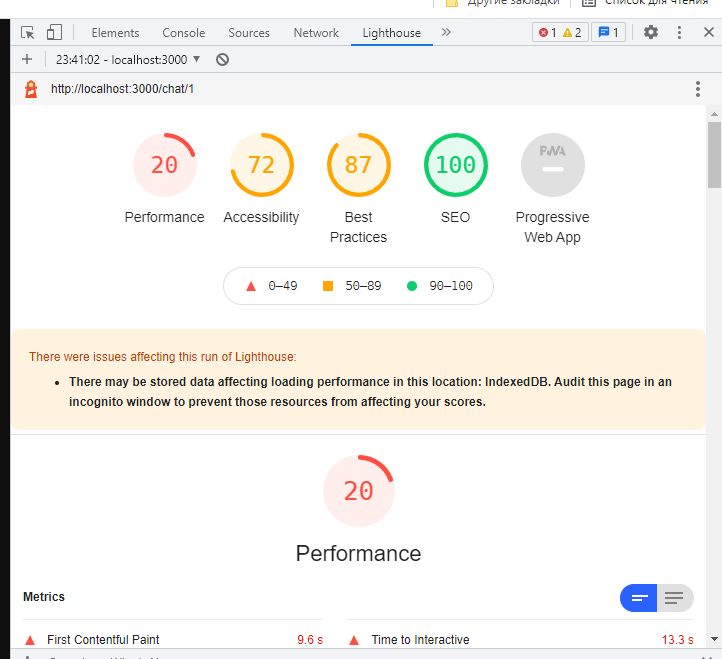 Другие закладки
Список для чтения
Elements Console Sources Network Lighthouse » 1 2 1
23:41:02 - localhost:3000
http://localhost:3000/chat/1
20 72 87 100 PWA
Performance Accessibility Best Practices SEO Progressive Web App
0–49 50–89 90–100
There were issues affecting this run of Lighthouse:
• There may be stored data affecting loading performance in this location: IndexedDB. Audit this page in an
incognito window to prevent those resources from affecting your scores.
20
Performance
Metrics
First Contentful Paint 9.6 s Time to Interactive 13.3 s